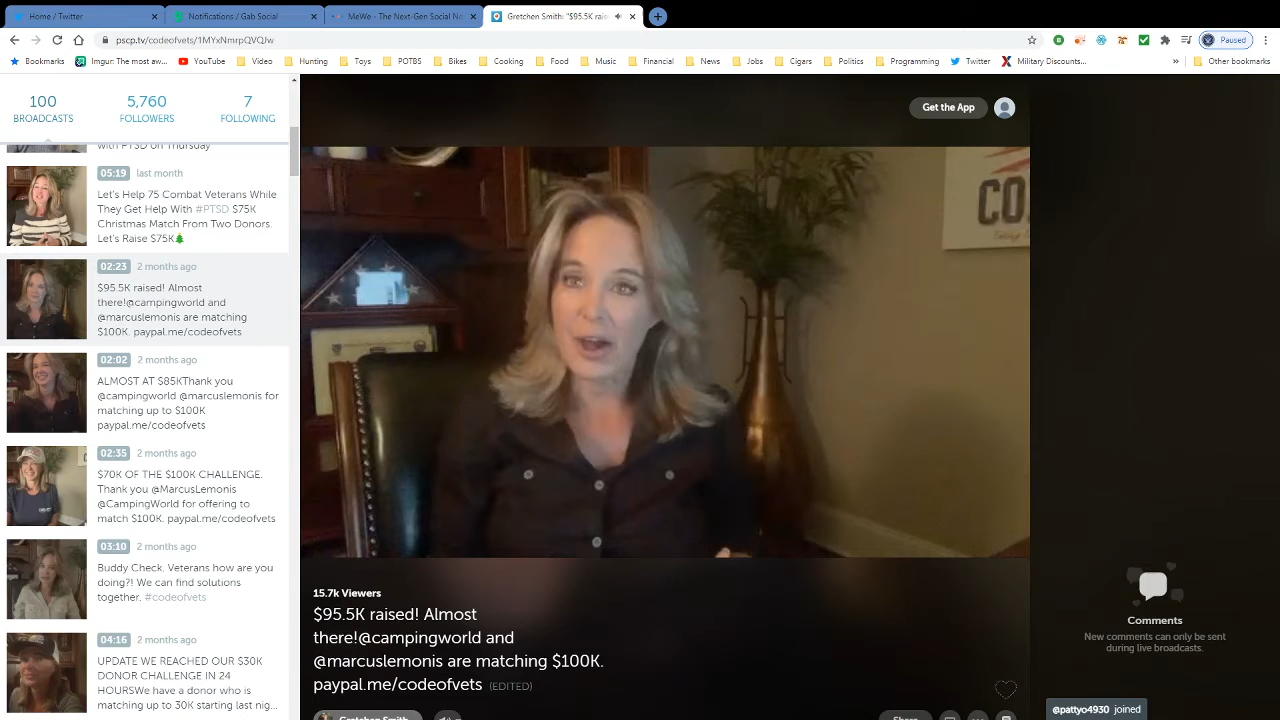 Home / Twitter
Notifications / Gab Social
MeWe - The Next-Gen Social N
Gretchen Smith: "$95.5K rais
pscp.tv/codeofvets/1MYxNmrpQVQJw
Paused
Bookmarks
Imgur: The most aw...
YouTube
Video
Hunting
Toys
POTBS
Bikes
Cooking
Food
Music
Financial
News
Jobs
Cigars
Politics
Programming
Twitter
Military Discounts...
»
Other bookmarks
100
BROADCASTS
5,760
FOLLOWERS
7
FOLLOWING
with PTSD on Thursday
05:19 last month
Let's Help 75 Combat Veterans While
They Get Help With #PTSD $75K
Christmas Match From Two Donors.
Let's Raise $75K🎄
02:23 2 months ago
$95.5K raised! Almost
there!@campingworld and
@marcuslemonis are matching
$100K. paypal.me/codeofvets
02:02 2 months ago
ALMOST AT $85KThank you
@campingworld @marcuslemonis for
matching up to $100K
paypal.me/codeofvets
02:35 2 months ago
$70K OF THE $100K CHALLENGE.
Thank you @MarcusLemonis
@CampingWorld for offering to
match $100K. paypal.me/codeofvets
03:10 2 months ago
Buddy Check. Veterans how are you
doing?! We can find solutions
together. #codeofvets
04:16 2 months ago
UPDATE WE REACHED OUR $30K
DONOR CHALLENGE IN 24
HOURSWe have a donor who is
matching up to 30K starting last nig...
Get the App
CO
15.7k Viewers
$95.5K raised! Almost
there!@campingworld and
@marcuslemonis are matching $100K.
paypal.me/codeofvets (EDITED)
Gretchen Smith
Share
Comments
New comments can only be sent
during live broadcasts.
@pattyo4930 joined